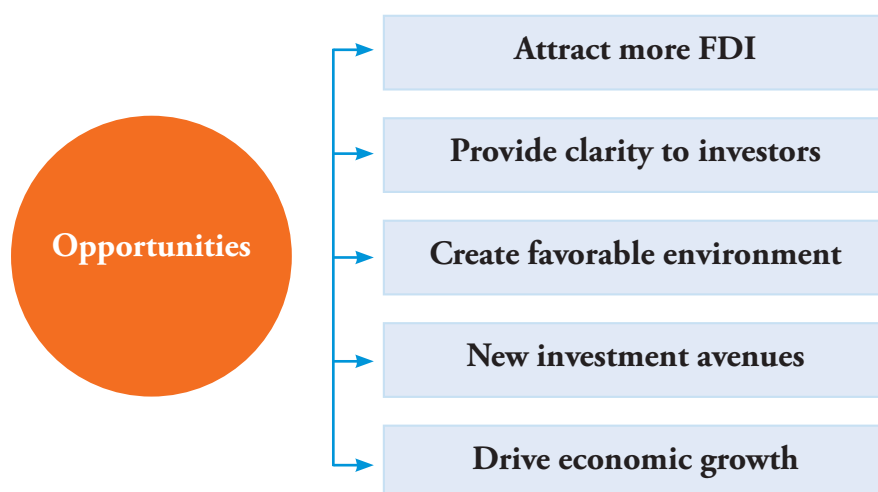 Opportunities
Attract more FDI
Provide clarity to investors
Create favorable environment
New investment avenues
Drive economic growth